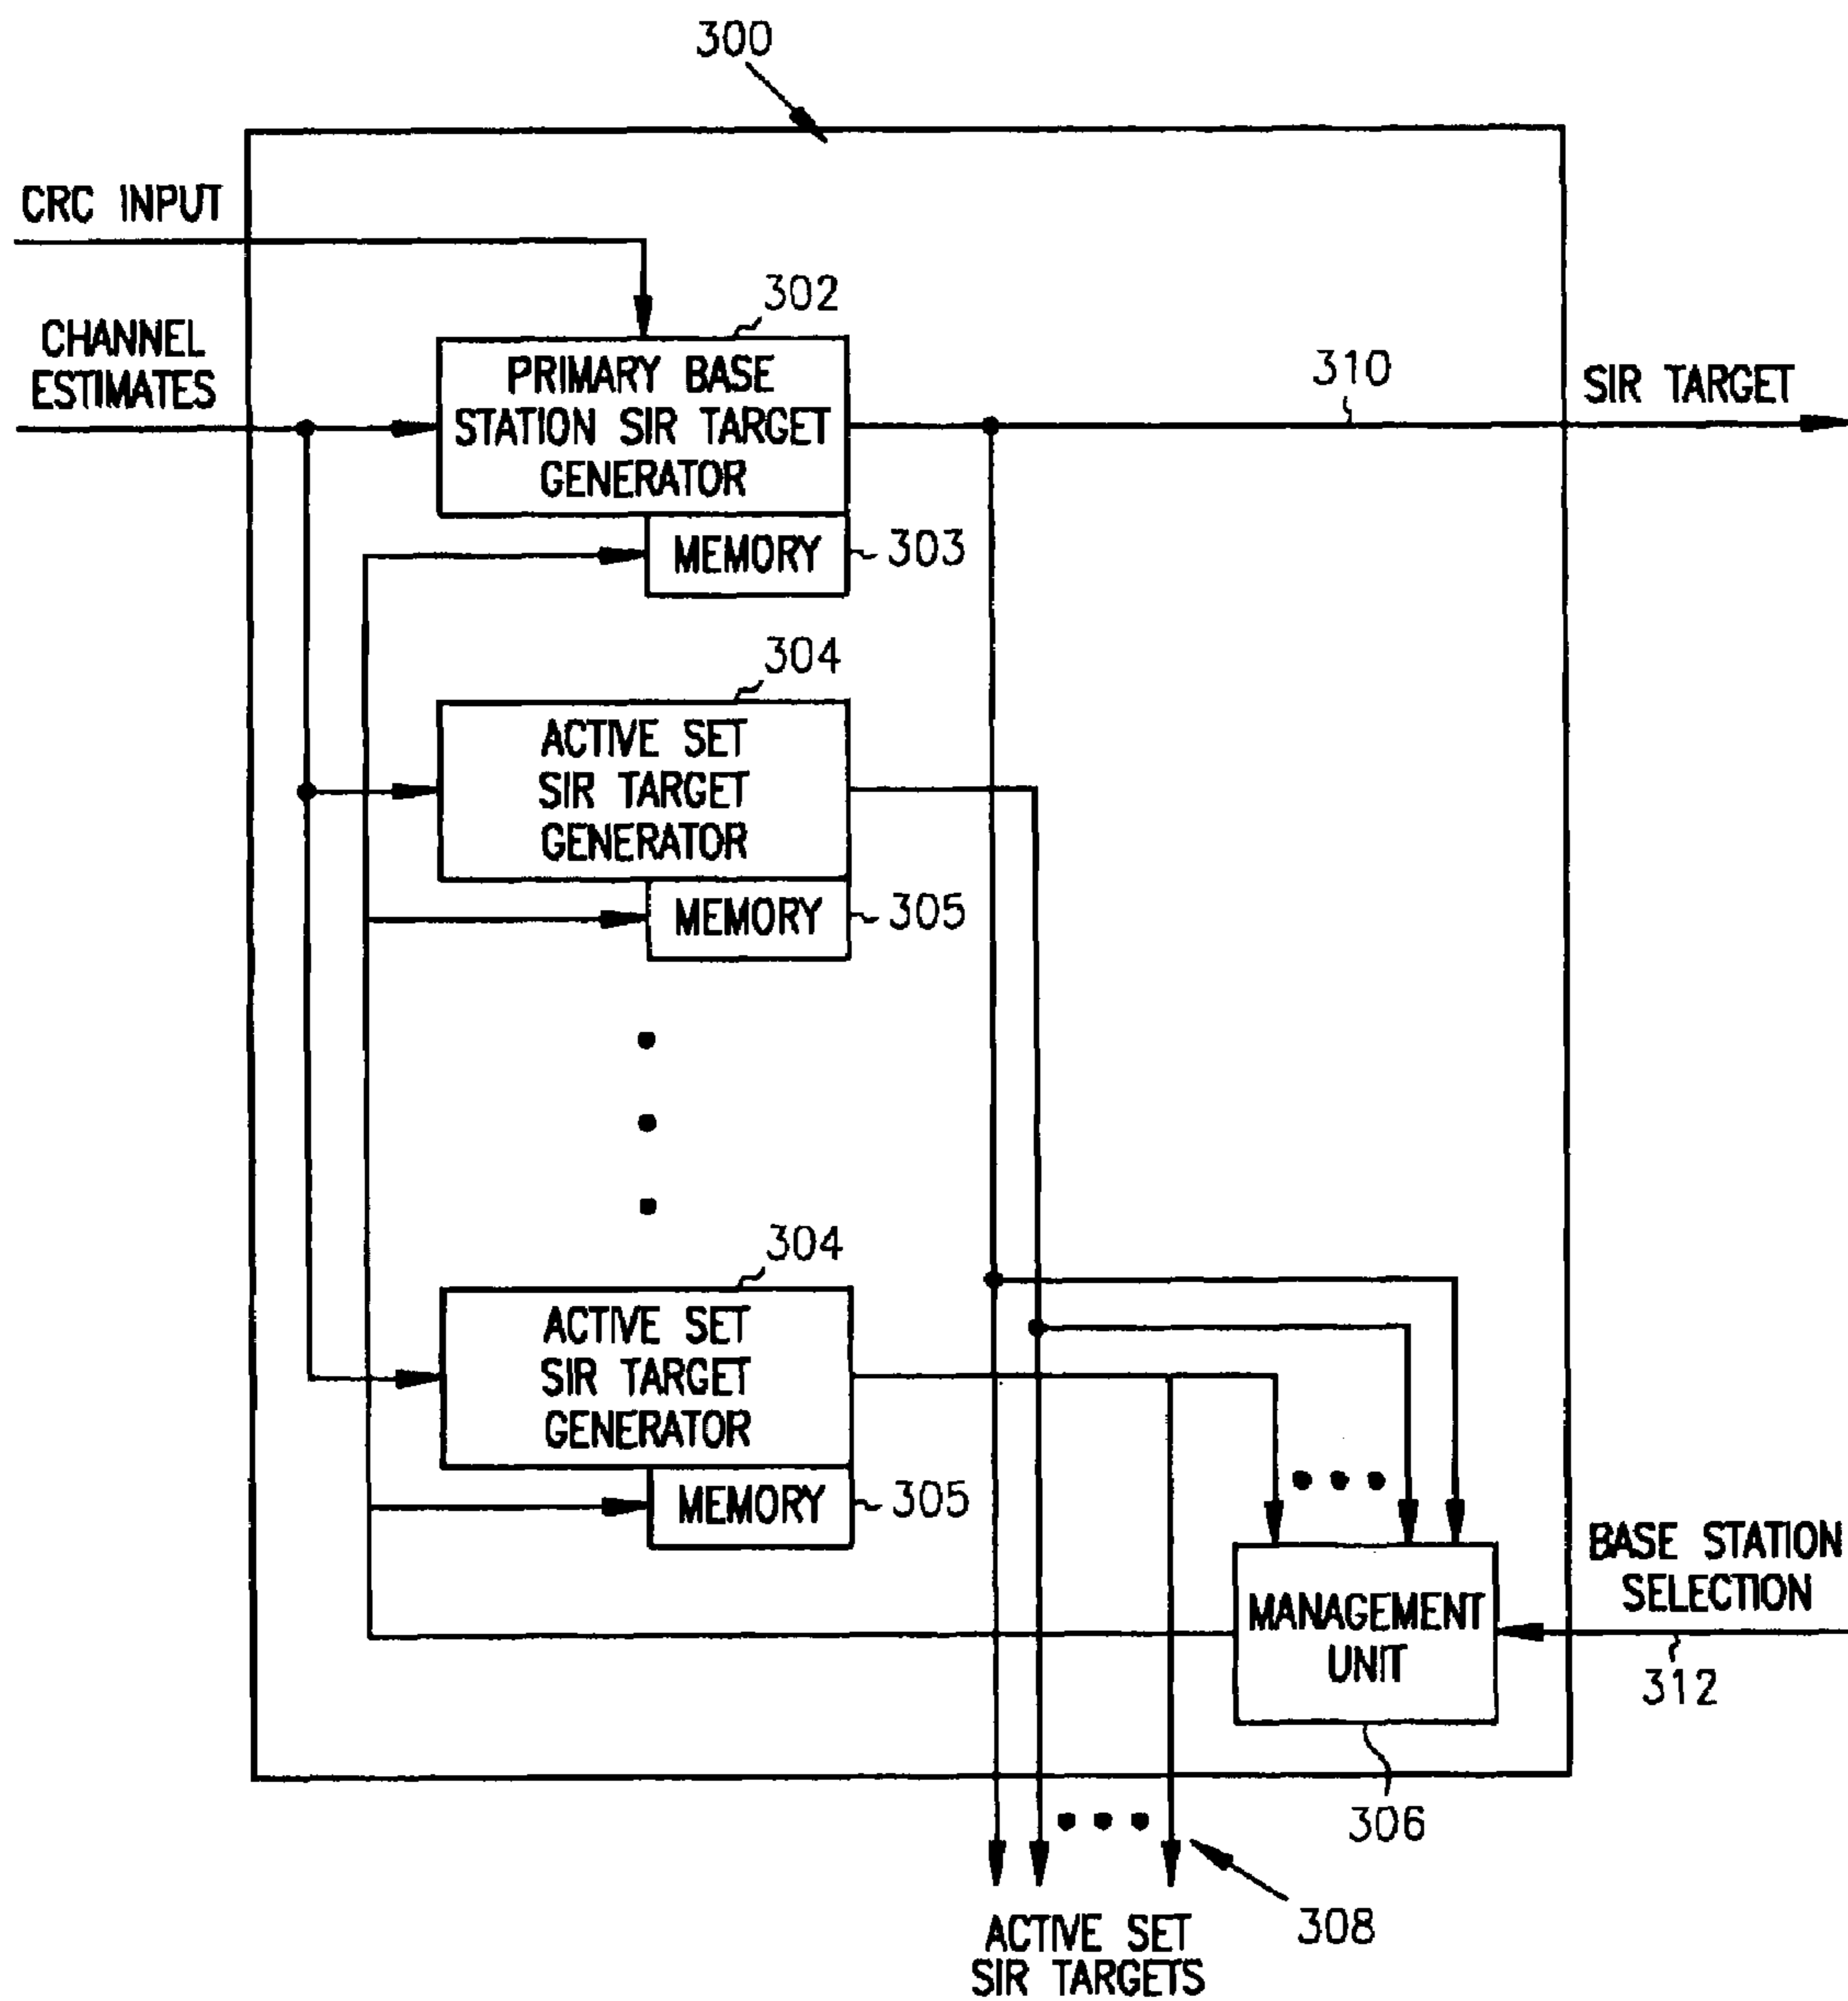 300
CRC INPUT
302
CHANNEL
ESTIMATES
PRIMARY BASE
STATION SIR TARGET
GENERATOR
310
SIR TARGET
MEMORY
303
304
ACTIVE SET
SIR TARGET
GENERATOR
MEMORY
305
304
ACTIVE SET
SIR TARGET
GENERATOR
MEMORY
305
BASE STATION
SELECTION
MANAGEMENT
UNIT
312
306
308
ACTIVE SET
SIR TARGETS